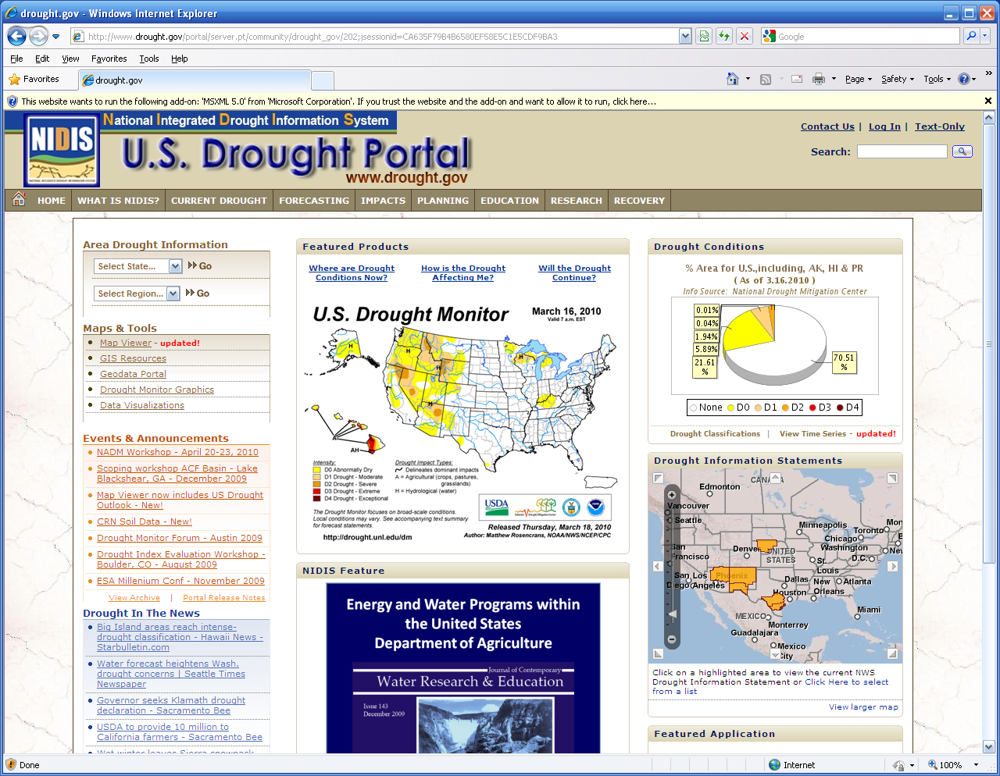 drought.gov - Windows Internet Explorer
http://www.drought.gov/portal/server.pt/community/drought_gov/202;jsessionid=CA635F79B4B6580EF58E5C1E5CDF9BA3
Google
File Edit View Favorites Tools Help
Favorites
drought.gov
Page Safety Tools
This website wants to run the following add-on: 'MSXML 5.0' from 'Microsoft Corporation'. If you trust the website and the add-on and want to allow it to run, click here...
NIDIS
National Integrated Drought Information System
U.S. Drought Portal
www.drought.gov
Contact Us | Log In | Text-Only
Search:
HOME WHAT IS NIDIS? CURRENT DROUGHT FORECASTING IMPACTS PLANNING EDUCATION RESEARCH RECOVERY
Area Drought Information
Select State... Go
Select Region... Go
Maps & Tools
Map Viewer - updated!
GIS Resources
Geodata Portal
Drought Monitor Graphics
Data Visualizations
Events & Announcements
NADM Workshop - April 20-23, 2010
Scoping workshop ACF Basin - Lake
Blackshear, GA - December 2009
Map Viewer now includes US Drought
Outlook - New!
CRN Soil Data - New!
Drought Monitor Forum - Austin 2009
Drought Index Evaluation Workshop -
Boulder, CO - August 2009
ESA Millenium Conf - November 2009
View Archive | Portal Release Notes
Drought In The News
Big Island areas reach intense-
drought classification - Hawaii News -
Starbulletin.com
Water forecast heightens Wash.
drought concerns | Seattle Times
Newspaper
Governor seeks Klamath drought
declaration - Sacramento Bee
USDA to provide 10 million to
California farmers - Sacramento Bee
Wet winter leaves Sierra snowpack
Featured Products
Where are Drought
Conditions Now?
How is the Drought
Affecting Me?
Will the Drought
Continue?
U.S. Drought Monitor
March 16, 2010
Valid 7 a.m. EST
H
H
H
H
H
H
H
AH
Intensity:
D0 Abnormally Dry
D1 Drought - Moderate
D2 Drought - Severe
D3 Drought - Extreme
D4 Drought - Exceptional
Drought Impact Types:
Delineates dominant impacts
A = Agricultural (crops, pastures,
grasslands)
H = Hydrological (water)
The Drought Monitor focuses on broad-scale conditions.
Local conditions may vary. See accompanying text summary
for forecast statements.
http://drought.unl.edu/dm
USDA
Released Thursday, March 18, 2010
Author: Matthew Rosencrans, NOAA/NWS/NCEP/CPC
NIDIS Feature
Energy and Water Programs within
the United States
Department of Agriculture
Journal of Contemporary
Water Research & Education
Issue 143
December 2009
Drought Conditions
% Area for U.S.,including, AK, HI & PR
( As of 3.16.2010 )
Info Source: National Drought Mitigation Center
0.01%
0.04%
1.94%
5.89%
21.61
%
70.51
%
None D0 D1 D2 D3 D4
Drought Classifications | View Time Series - updated!
Drought Information Statements
CANADA
Edmonton
Vancouver
Seattle
Minneapolis
Toronto
Mon
Chicago
Washington
D.C.
New
San
Francisco
Denver
UNITED
STATES
St.
Louis
Los
Angeles
San
Diego
Phoenix
Dallas
New
Orleans
Atlanta
Houston
Miami
MEXICO
Monterrey
Guadalajara
Mexico
City
Click on a highlighted area to view the current NWS
Drought Information Statement or Click Here to select
from a list
View larger map
Featured Application
Done
Internet
100%